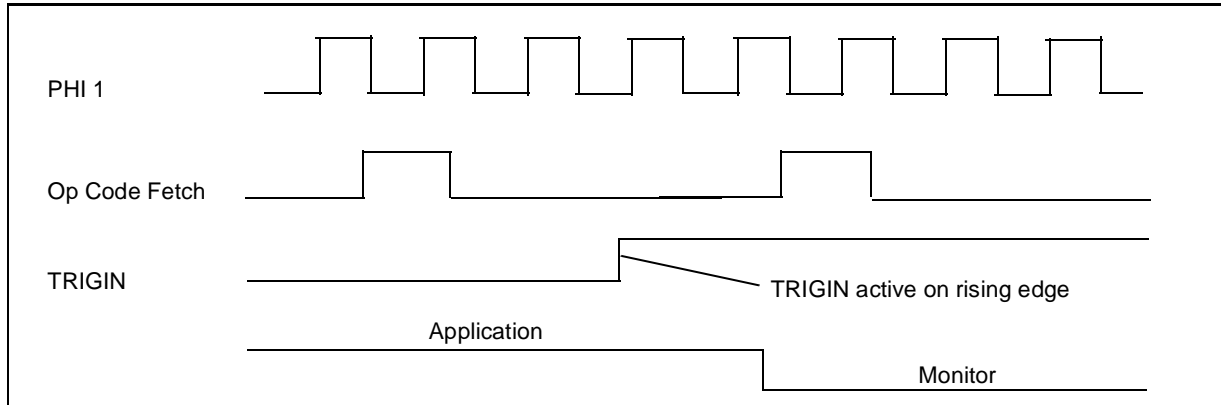 PHI 1
Op Code Fetch
TRIGIN
TRIGIN active on rising edge
Application
Monitor